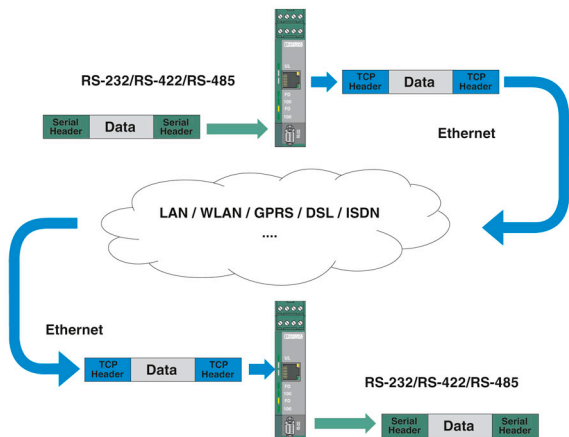 RS-232/RS-422/RS-485
TCP Header
Data
TCP Header
Serial Header
Data
Serial Header
Ethernet
LAN / WLAN / GPRS / DSL / ISDN
....
Ethernet
TCP Header
Data
TCP Header
RS-232/RS-422/RS-485
Serial Header
Data
Serial Header